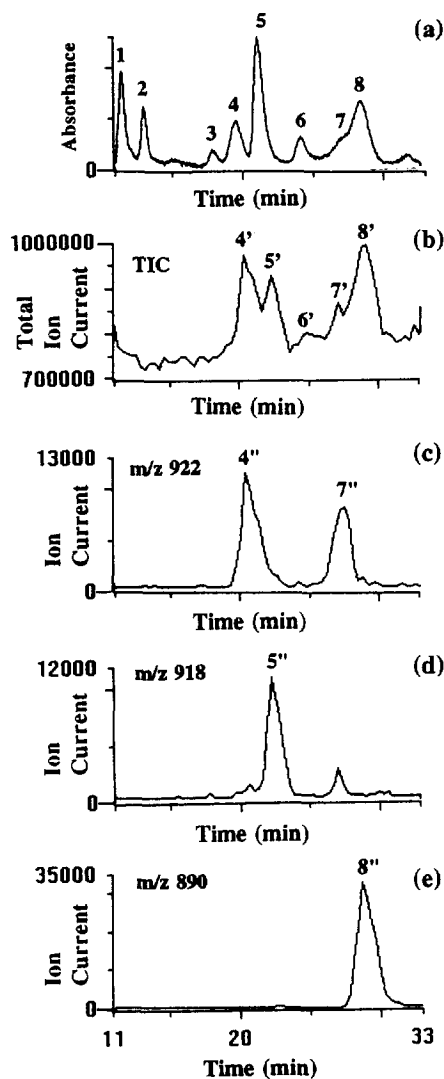 (a)
Absorbance
1
2
3
4
5
6
7
8
0
Time (min)
(b)
1000000
TIC
Total
Ion
Current
4'
5'
6'
7'
8'
700000
Time (min)
(c)
13000
m/z 922
Ion
Current
4"
7"
0
Time (min)
(d)
12000
m/z 918
Ion
Current
5"
0
Time (min)
(e)
35000
m/z 890
Ion
Current
8"
0
11 20 33
Time (min)